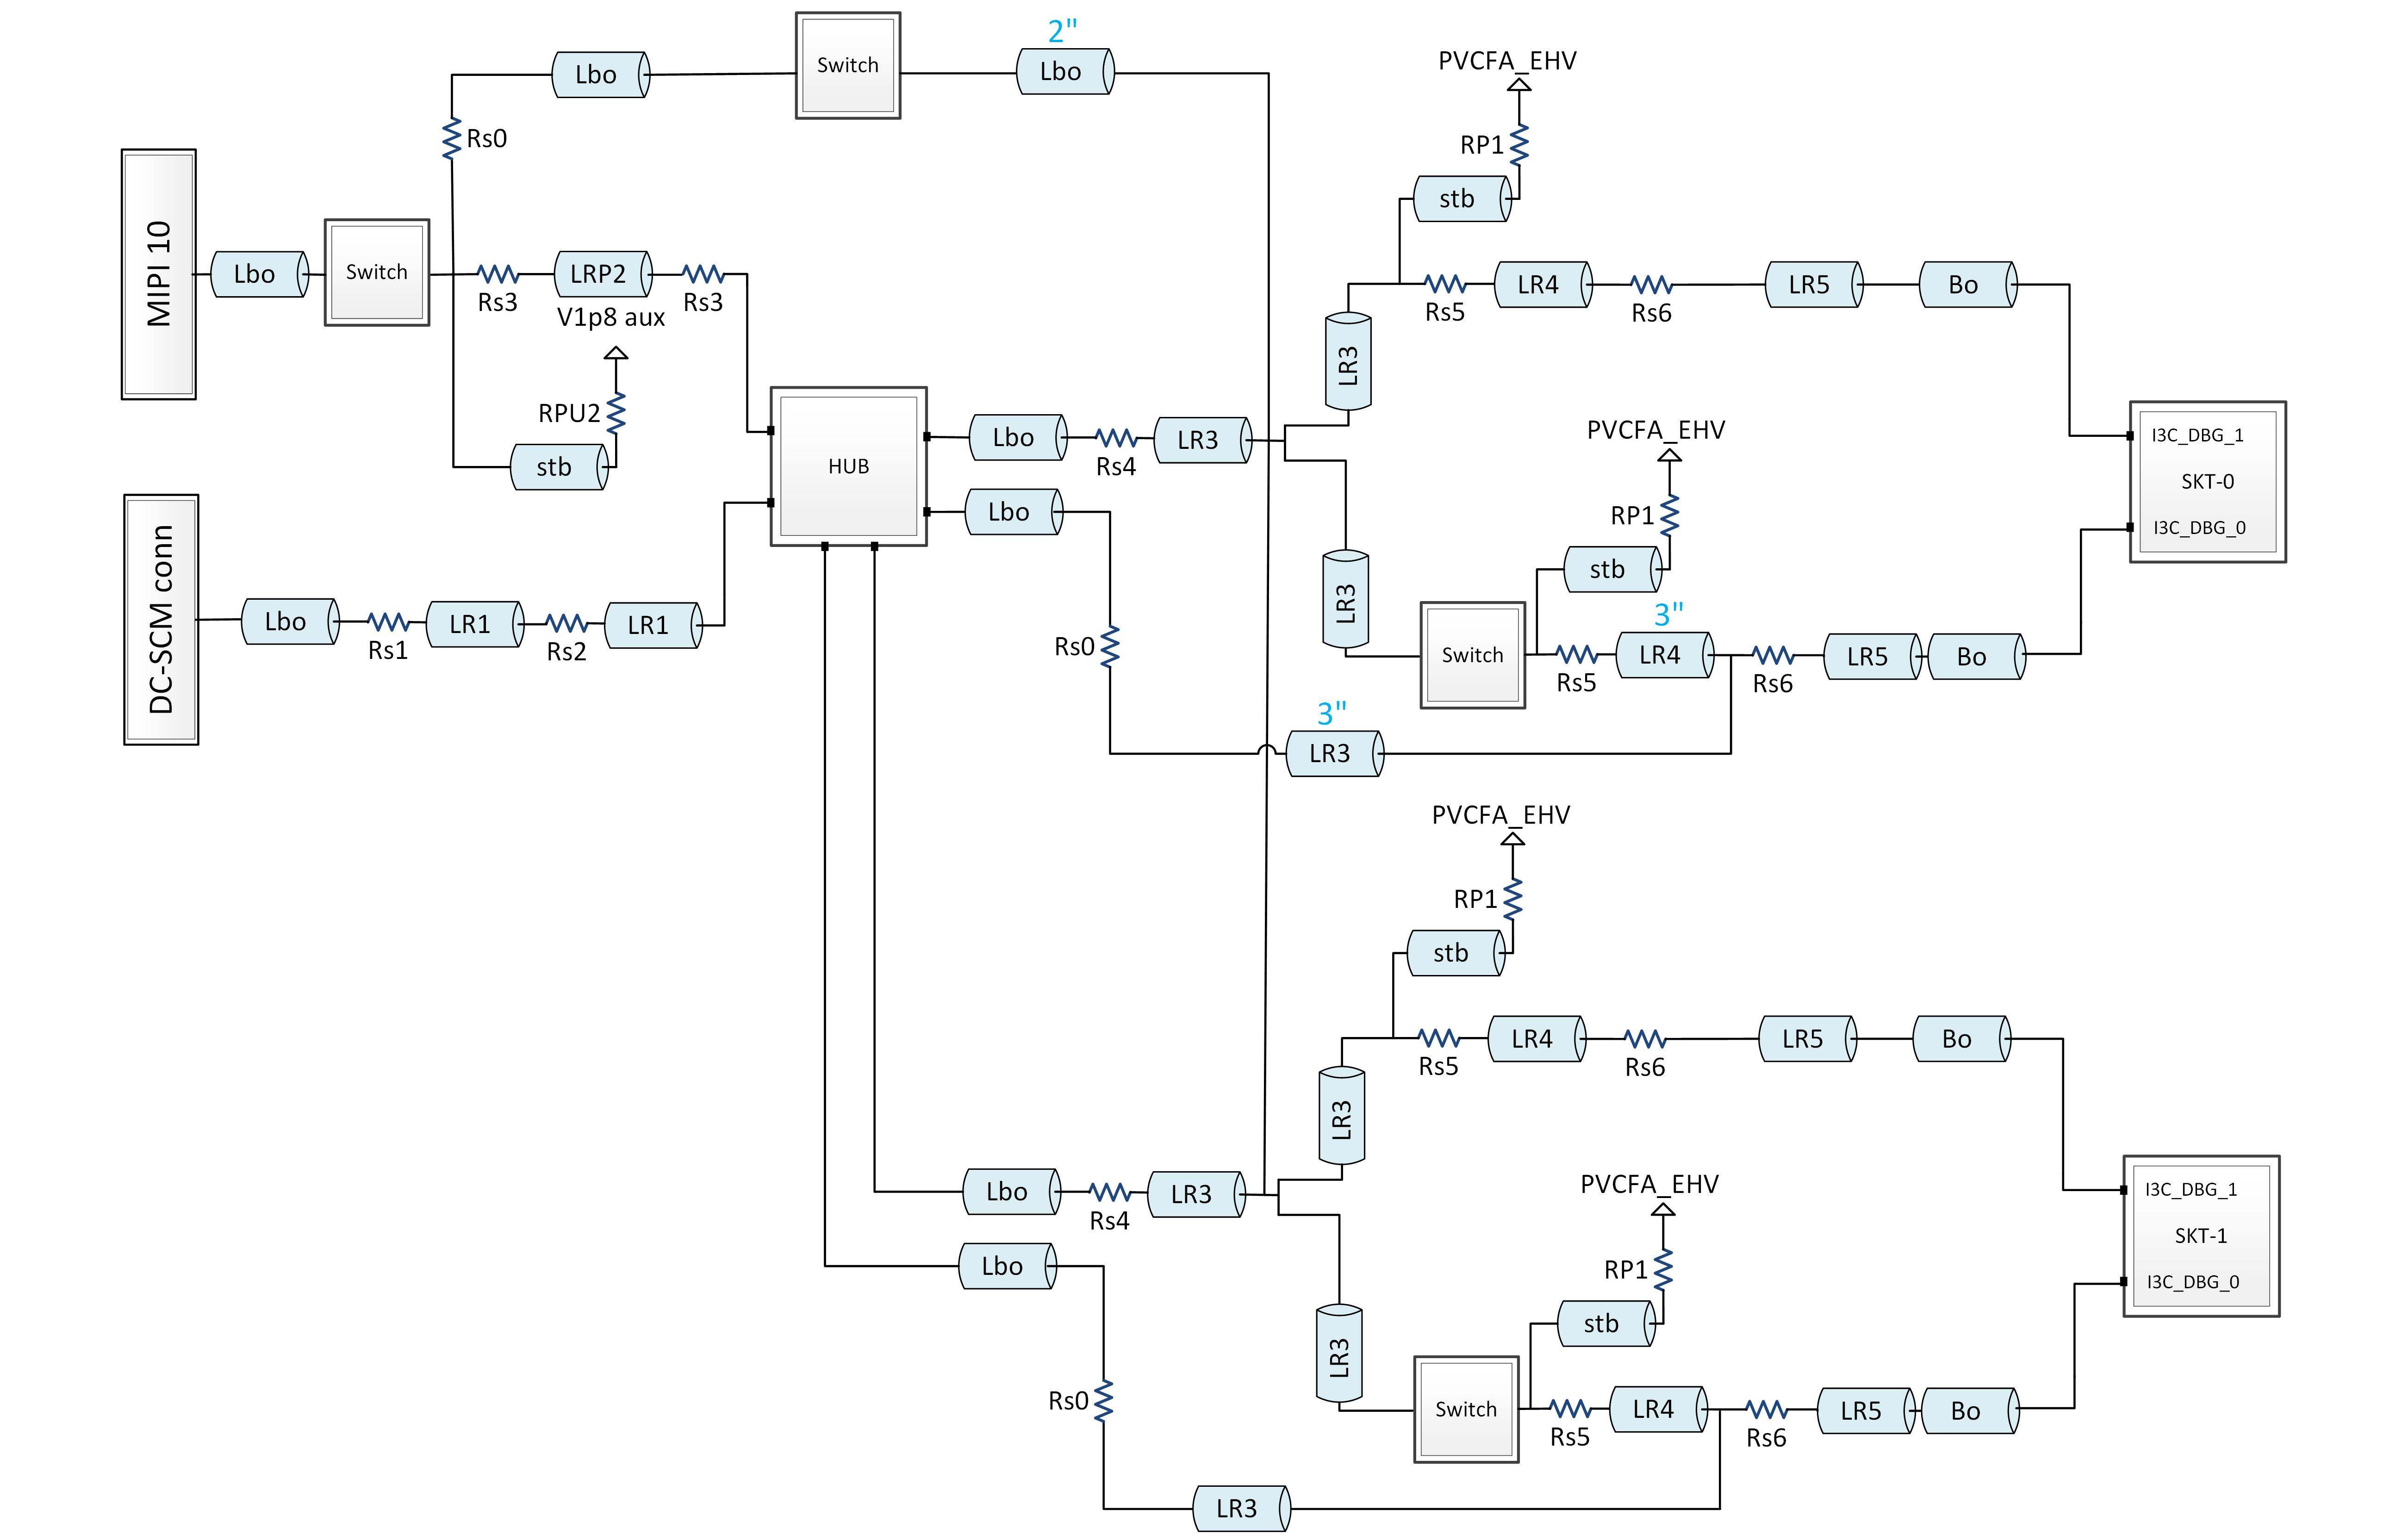 2"
Lbo
Switch
Lbo
PVCFA_EHV
Rs0
RP1
stb
MIPI 10
Lbo
Switch
Rs3
LRP2
Rs3
V1p8 aux
LR3
Rs5
LR4
Rs6
LR5
Bo
RPU2
stb
HUB
Lbo
Rs4
LR3
PVCFA_EHV
I3C_DBG_1
SKT-0
I3C_DBG_0
Lbo
RP1
stb
DC-SCM conn
Lbo
Rs1
LR1
Rs2
LR1
Rs0
LR3
Switch
3"
Rs5
LR4
Rs6
LR5
Bo
3"
LR3
PVCFA_EHV
RP1
stb
LR3
Rs5
LR4
Rs6
LR5
Bo
Lbo
Rs4
LR3
PVCFA_EHV
I3C_DBG_1
SKT-1
I3C_DBG_0
Lbo
RP1
stb
Rs0
LR3
Switch
Rs5
LR4
Rs6
LR5
Bo
LR3